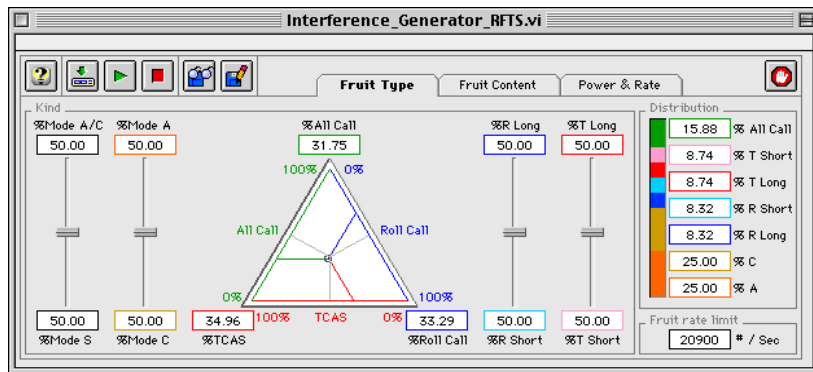 Interference_Generator_RFTS.vi
Fruit Type
Fruit Content
Power & Rate
Kind
%Mode A/C
50.00
%Mode A
50.00
%All Call
31.75
%R Long
50.00
%T Long
50.00
100%
0%
All Call
Roll Call
0%
100%
100%
TCAS
0%
50.00
%Mode S
50.00
%Mode C
34.96
%TCAS
33.29
%Roll Call
50.00
%R Short
50.00
%T Short
Distribution
15.88 % All Call
8.74 % T Short
8.74 % T Long
8.32 % R Short
8.32 % R Long
25.00 % C
25.00 % A
Fruit rate limit
20900 # / Sec